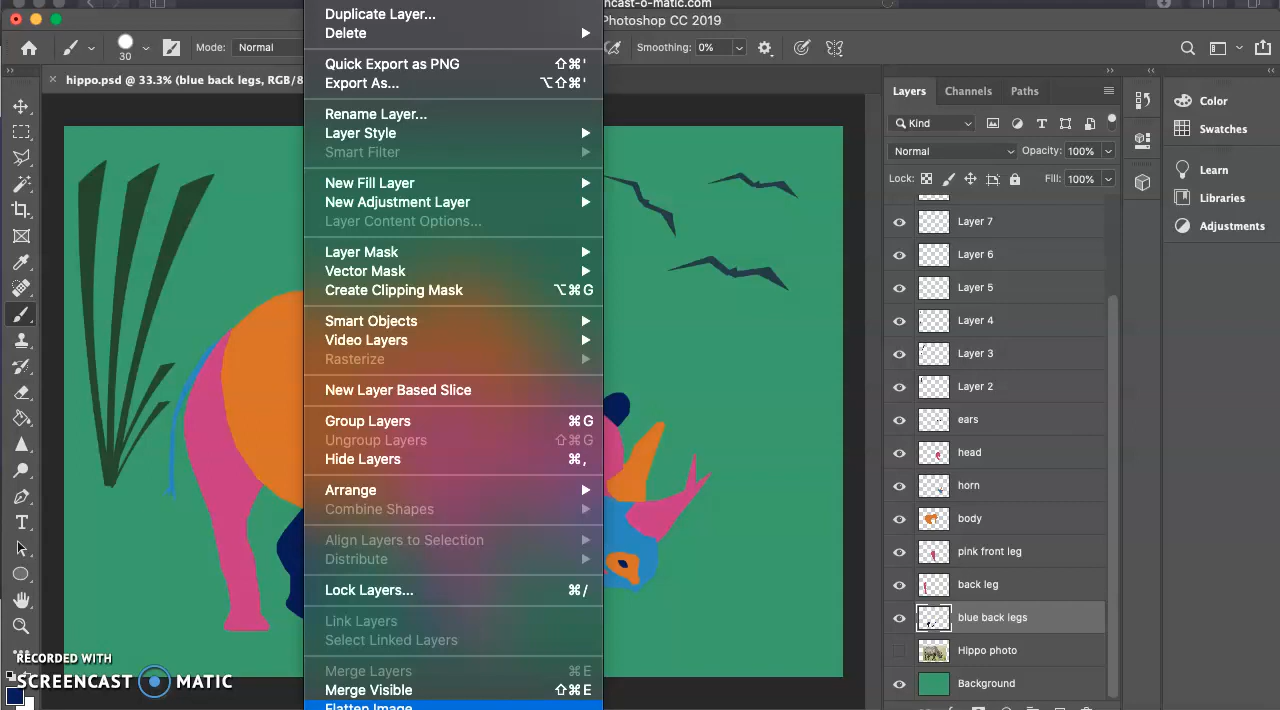 ncast-o-matic.com
Photoshop CC 2019
30
Mode: Normal
Smoothing: 0%
hippo.psd @ 33.3% (blue back legs, RGB/8
Duplicate Layer...
Delete
Quick Export as PNG ⇧⌘'
Export As... ⌥⇧⌘'
Rename Layer...
Layer Style
Smart Filter
New Fill Layer
New Adjustment Layer
Layer Content Options...
Layer Mask
Vector Mask
Create Clipping Mask ⌥⌘G
Smart Objects
Video Layers
Rasterize
New Layer Based Slice
Group Layers ⌘G
Ungroup Layers ⇧⌘G
Hide Layers ⌘,
Arrange
Combine Shapes
Align Layers to Selection
Distribute
Lock Layers... ⌘/
Link Layers
Select Linked Layers
Merge Layers ⌘E
Merge Visible ⇧⌘E
Flatten Image
RECORDED WITH
SCREENCAST MATIC
Layers Channels Paths
Kind
Normal Opacity: 100%
Lock: Fill: 100%
Layer 7
Layer 6
Layer 5
Layer 4
Layer 3
Layer 2
ears
head
horn
body
pink front leg
back leg
blue back legs
Hippo photo
Background
Color
Swatches
Learn
Libraries
Adjustments